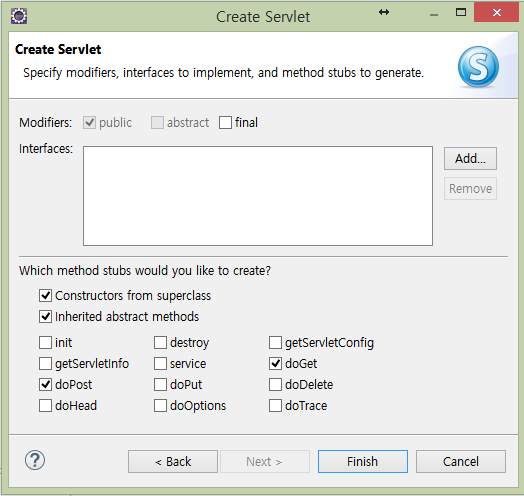 Create Servlet
Create Servlet
Specify modifiers, interfaces to implement, and method stubs to generate.
S
Modifiers: public abstract final
Interfaces:
Add...
Remove
Which method stubs would you like to create?
Constructors from superclass
Inherited abstract methods
init destroy getServletConfig
getServletInfo service doGet
doPost doPut doDelete
doHead doOptions doTrace
? < Back Next > Finish Cancel